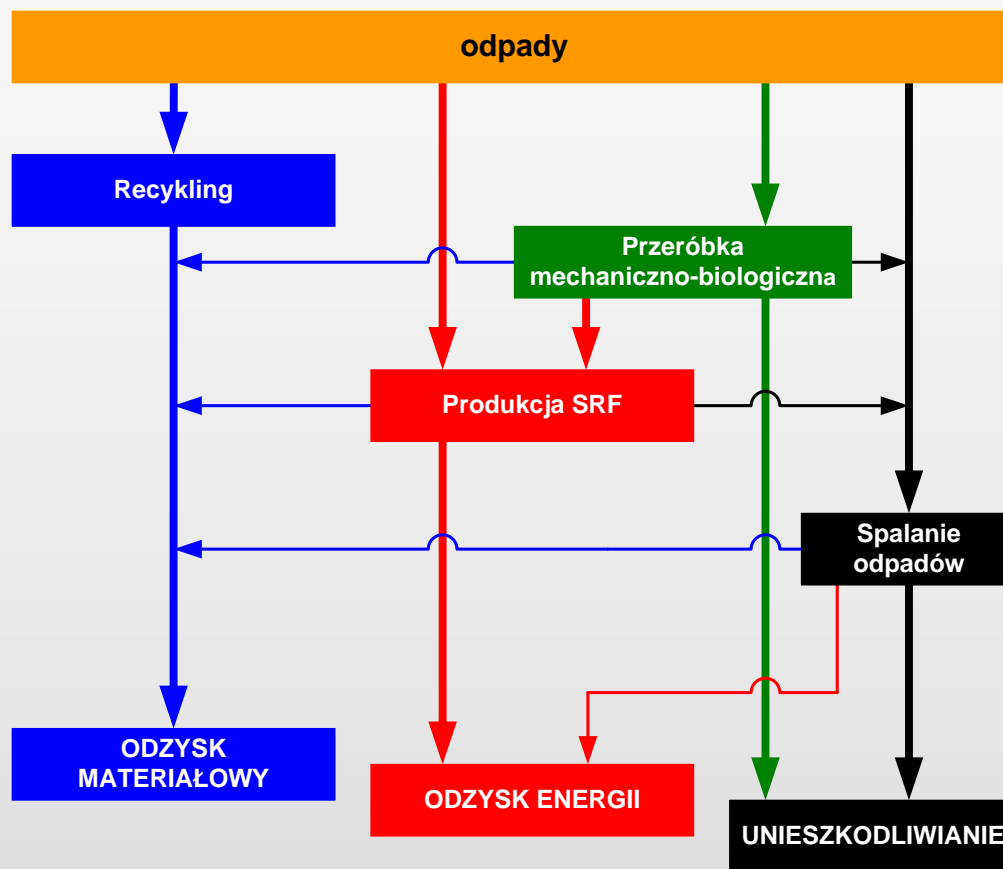 odpady
Recykling
Przeróbka
mechaniczno-biologiczna
Produkcja SRF
Spalanie
odpadów
ODZYSK
MATERIAŁOWY
ODZYSK ENERGII
UNIESZKODLIWIANIE